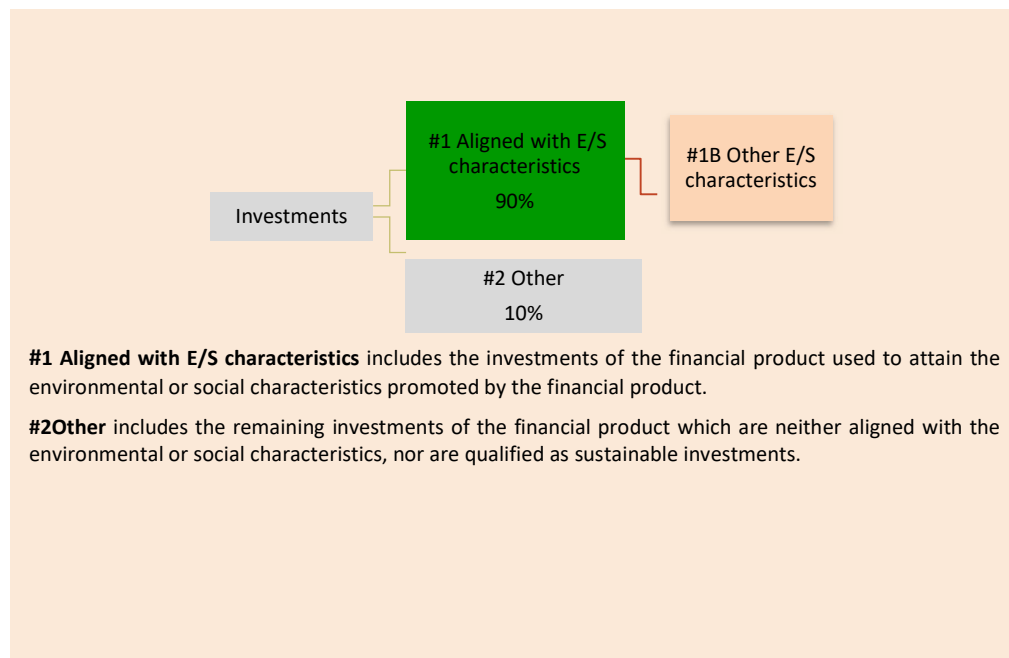 #1 Aligned with E/S
characteristics
90%
#1B Other E/S
characteristics
Investments
#2 Other
10%
#1 Aligned with E/S characteristics includes the investments of the financial product used to attain the
environmental or social characteristics promoted by the financial product.
#2Other includes the remaining investments of the financial product which are neither aligned with the
environmental or social characteristics, nor are qualified as sustainable investments.